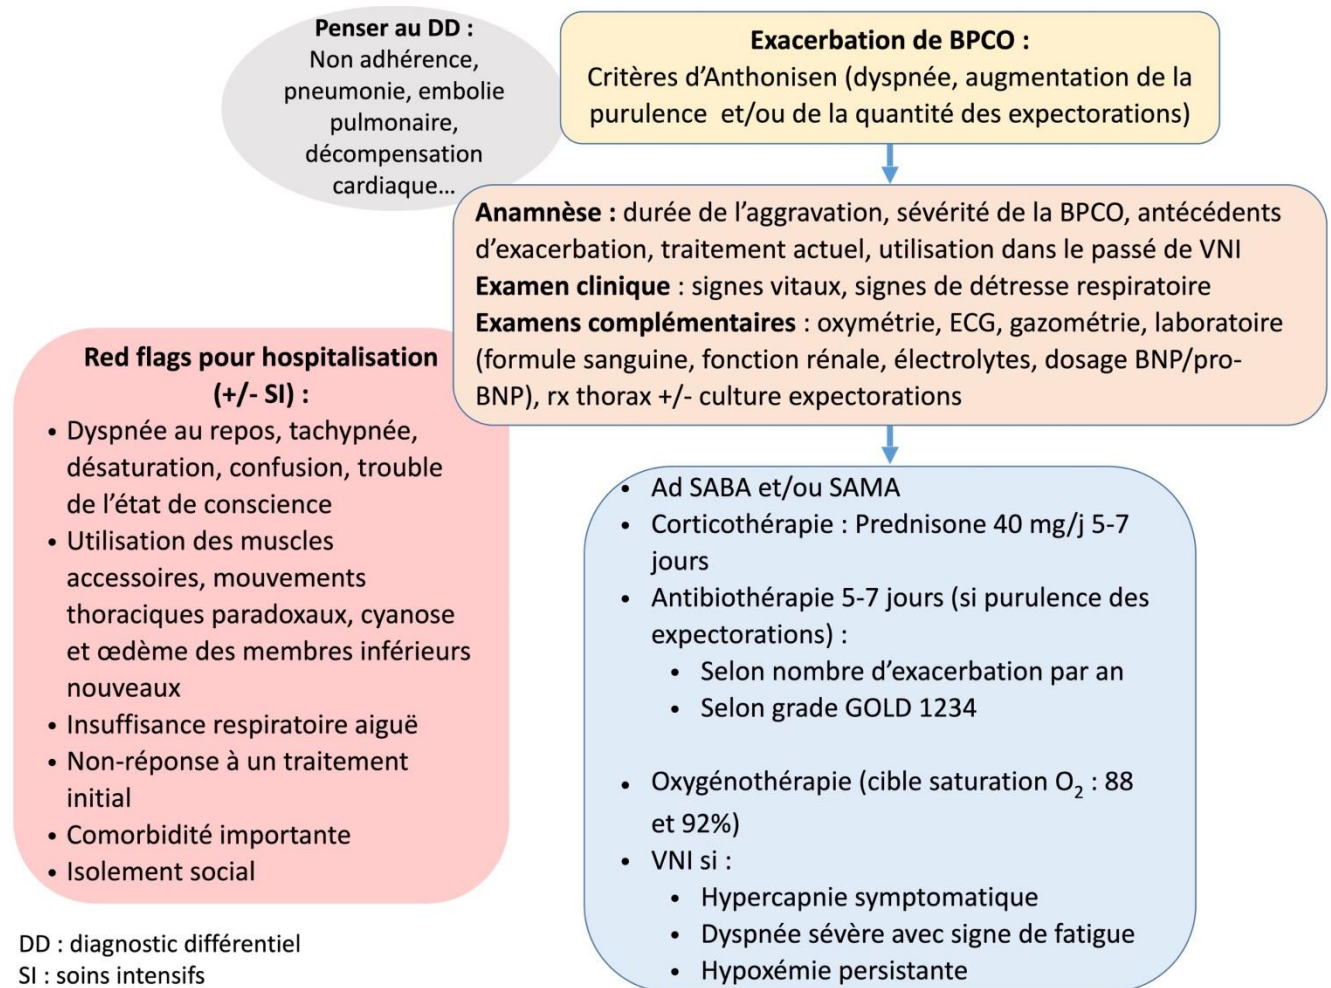 Penser au DD :
Non adhérence,
pneumonie, embolie
pulmonaire,
décompensation
cardiaque…
Exacerbation de BPCO :
Critères d’Anthonisen (dyspnée, augmentation de la
purulence et/ou de la quantité des expectorations)
Anamnèse : durée de l’aggravation, sévérité de la BPCO, antécédents
d’exacerbation, traitement actuel, utilisation dans le passé de VNI
Examen clinique : signes vitaux, signes de détresse respiratoire
Examens complémentaires : oxymétrie, ECG, gazométrie, laboratoire
(formule sanguine, fonction rénale, électrolytes, dosage BNP/pro-
BNP), rx thorax +/- culture expectorations
Red flags pour hospitalisation
(+/- SI) :
• Dyspnée au repos, tachypnée,
désaturation, confusion, trouble
de l’état de conscience
• Utilisation des muscles
accessoires, mouvements
thoraciques paradoxaux, cyanose
et œdème des membres inférieurs
nouveaux
• Insuffisance respiratoire aiguë
• Non-réponse à un traitement
initial
• Comorbidité importante
• Isolement social
• Ad SABA et/ou SAMA
• Corticothérapie : Prednisone 40 mg/j 5-7
jours
• Antibiothérapie 5-7 jours (si purulence des
expectorations) :
• Selon nombre d’exacerbation par an
• Selon grade GOLD 1234
• Oxygénothérapie (cible saturation O₂ : 88
et 92%)
• VNI si :
• Hypercapnie symptomatique
• Dyspnée sévère avec signe de fatigue
• Hypoxémie persistante
DD : diagnostic différentiel
SI : soins intensifs